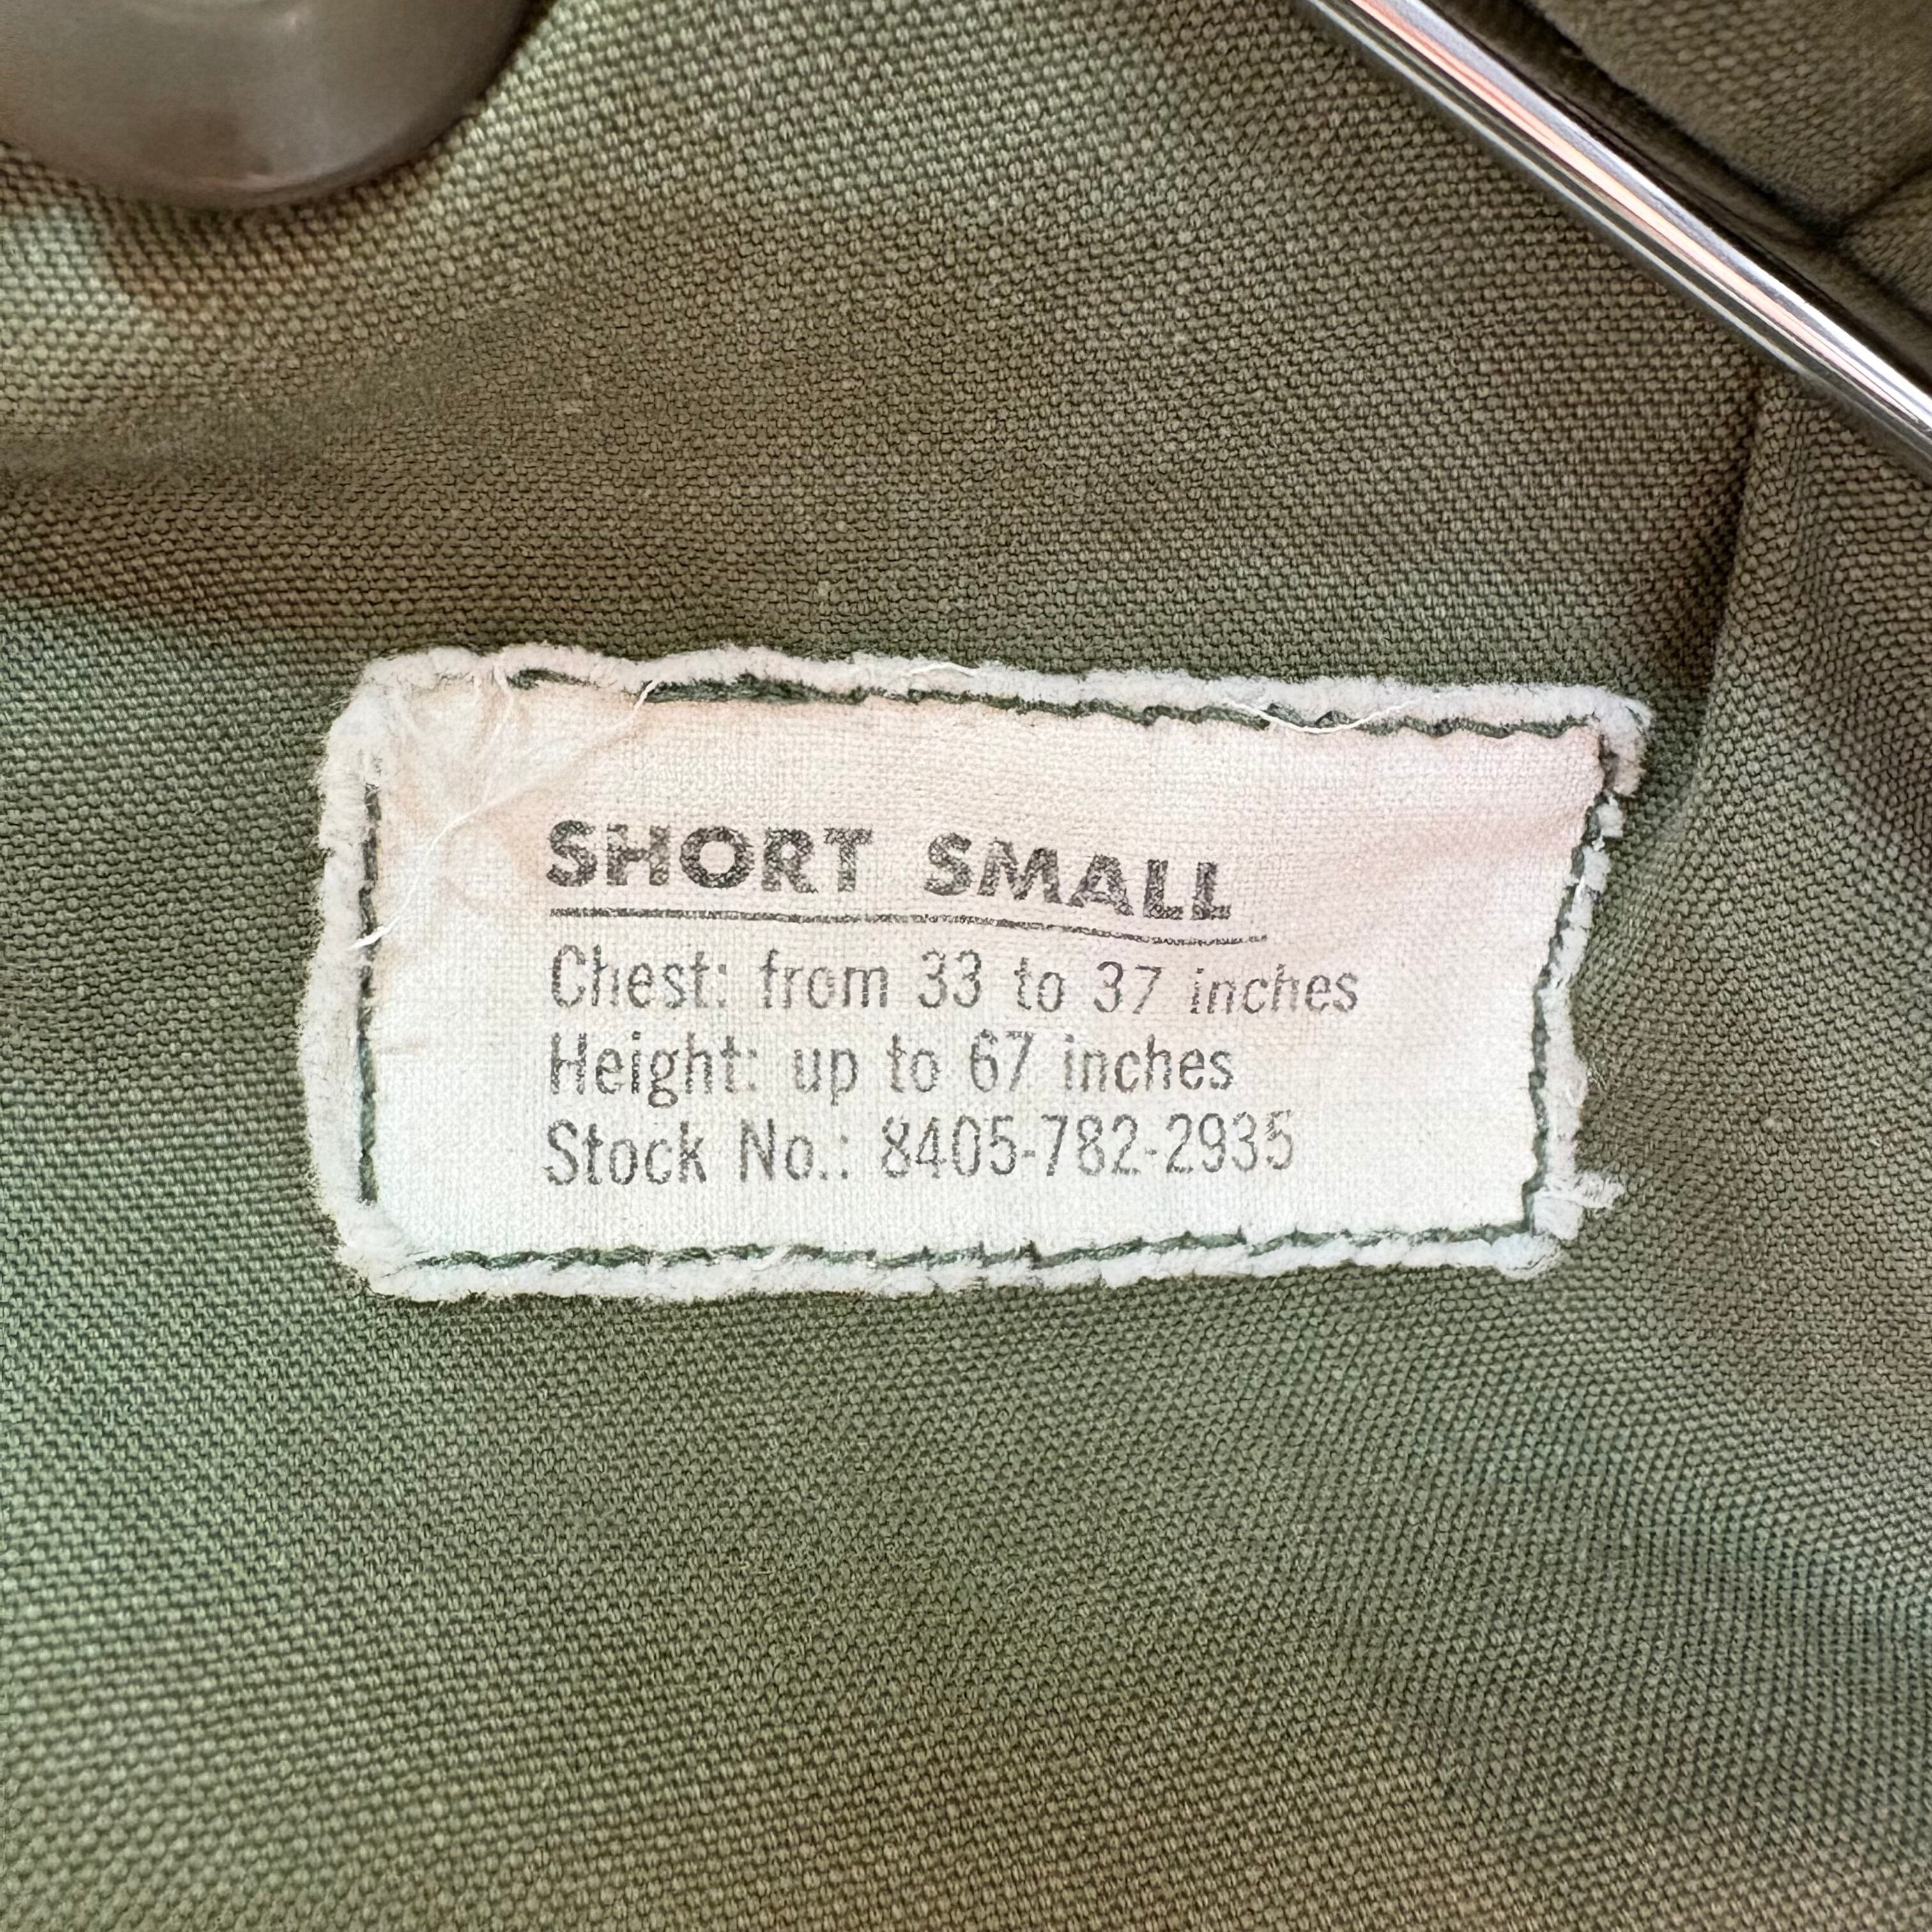 SHORT SMALL
Chest: from 33 to 37 inches
Height: up to 67 inches
Stock No.: 8405-782-2935